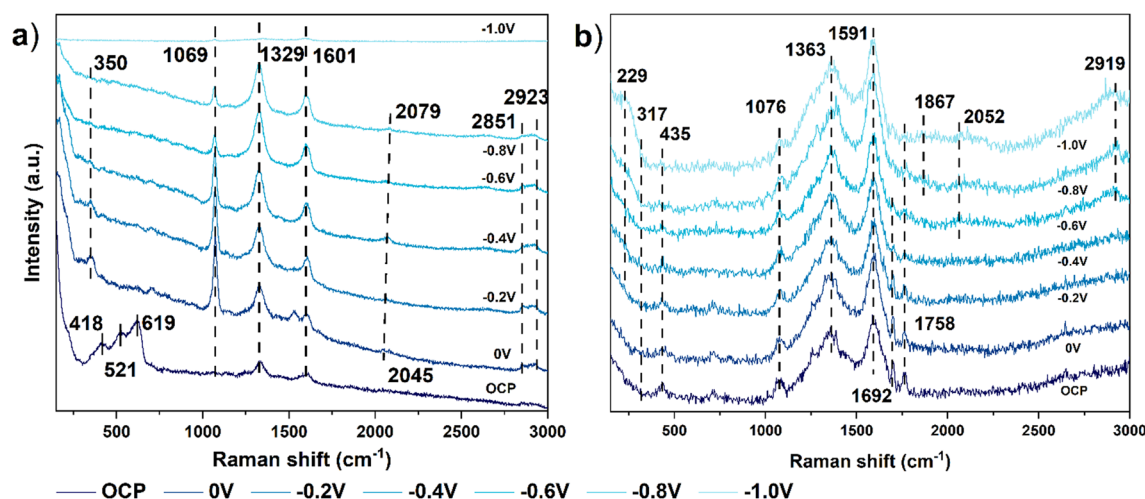 a)
-1.0V
350
1069
1329
1601
2079
2923
2851
-0.8V
-0.6V
-0.4V
-0.2V
0V
418
619
521
2045
OCP
Intensity (a.u.)
500
1000
1500
2000
2500
3000
Raman shift (cm⁻¹)
b)
1591
1363
229
317
435
1076
1867
2052
2919
-1.0V
-0.8V
-0.6V
-0.4V
-0.2V
1758
0V
1692
OCP
500
1000
1500
2000
2500
3000
Raman shift (cm⁻¹)
OCP 0V -0.2V -0.4V -0.6V -0.8V -1.0V